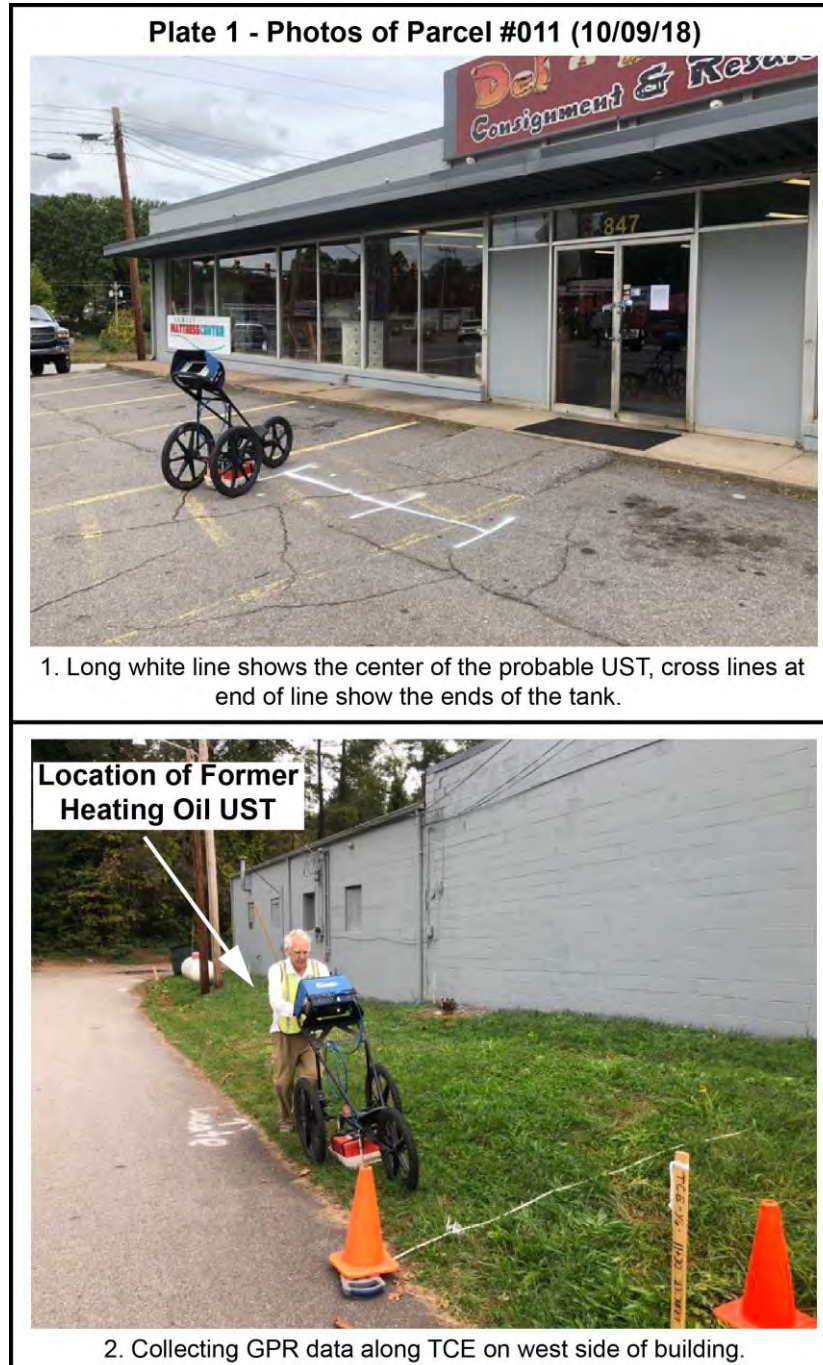 Plate 1 - Photos of Parcel #011 (10/09/18)
Consignment & Resale
847
MATTRESS CENTER
1. Long white line shows the center of the probable UST, cross lines at
end of line show the ends of the tank.
Location of Former
Heating Oil UST
2. Collecting GPR data along TCE on west side of building.